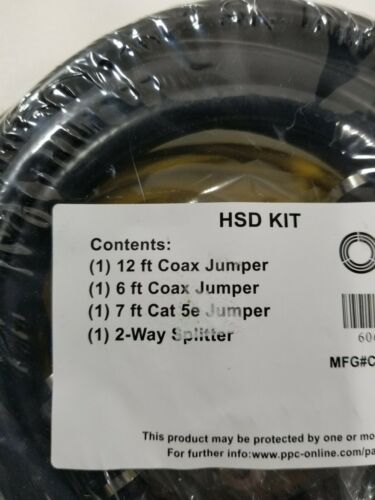 HSD KIT
Contents:
(1) 12 ft Coax Jumper
(1) 6 ft Coax Jumper
(1) 7 ft Cat 5e Jumper
(1) 2-Way Splitter
MFG#C
This product may be protected by one or mo
For further info:www.ppc-online.com/pa